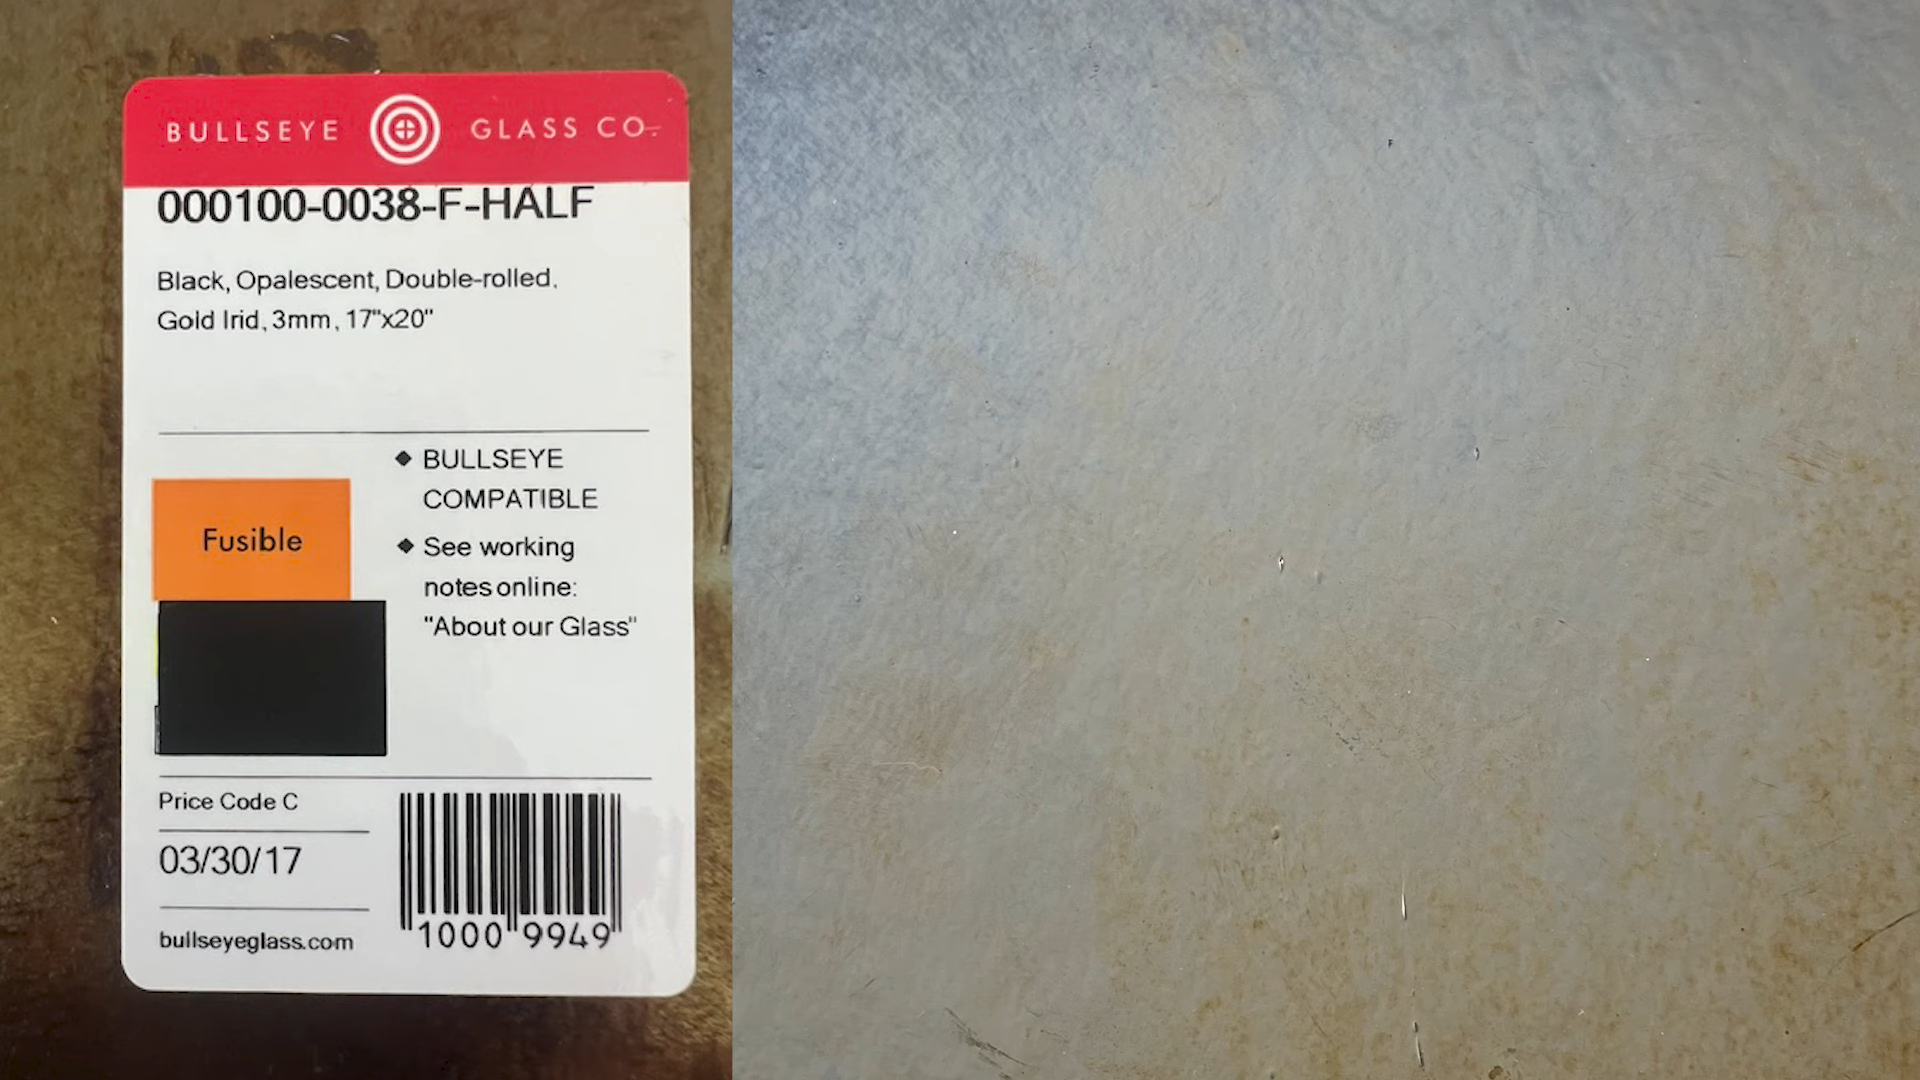 BULLSEYE GLASS CO.
000100-0038-F-HALF
Black, Opalescent, Double-rolled,
Gold Irid, 3mm, 17"x20"
◆ BULLSEYE
COMPATIBLE
◆ See working
notes online:
"About our Glass"
Fusible
Price Code C
03/30/17
bullseyeglass.com
1000 9949